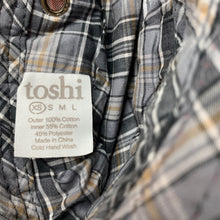 toshi
XS S M L
Outer 100% Cotton
Inner 55% Cotton
45% Polyester
Made in China
Cold Hand Wash